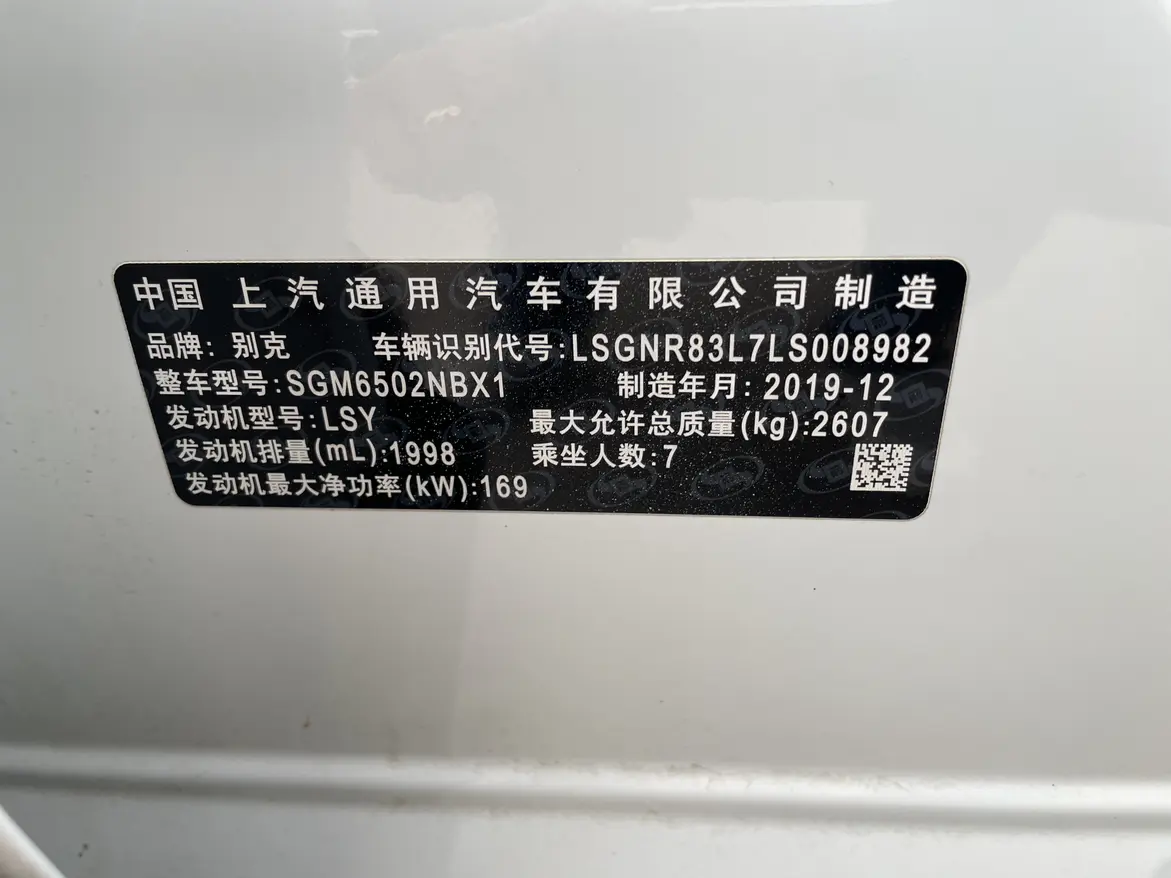 中国上汽通用汽车有限公司制造
品牌: 别克 车辆识别代号:LSGNR83L7LS008982
整车型号:SGM6502NBX1 制造年月: 2019-12
发动机型号:LSY 最大允许总质量(kg):2607
发动机排量(mL):1998 乘坐人数:7
发动机最大净功率(kW):169